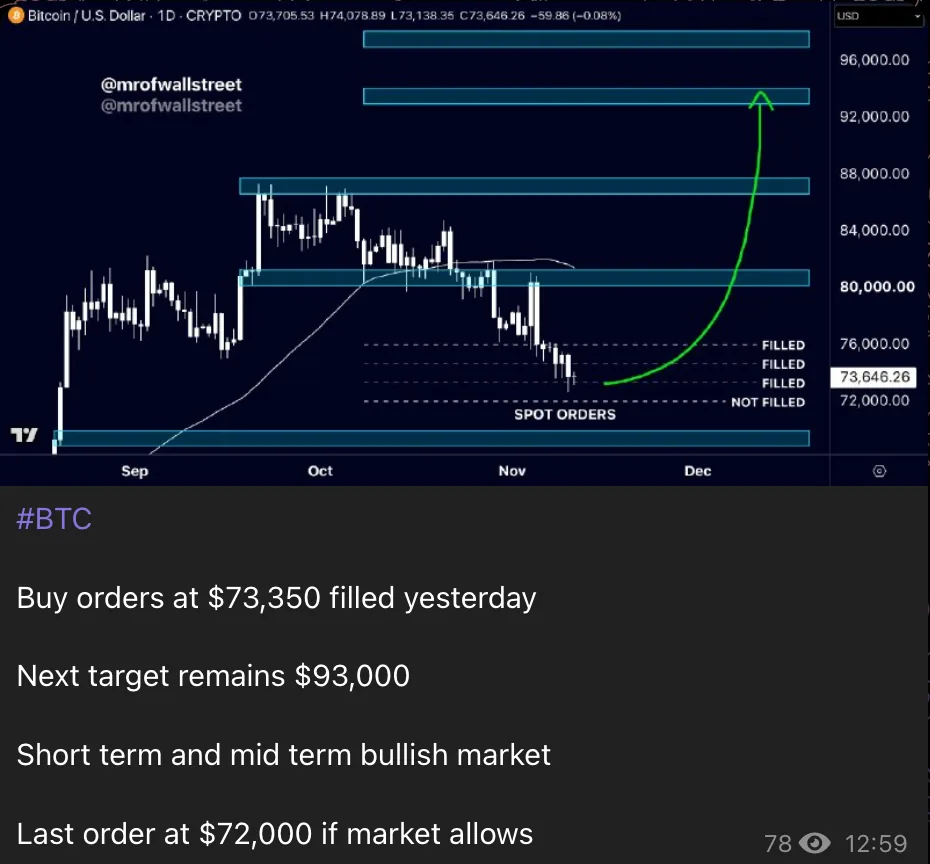 Bitcoin / U.S. Dollar · 1D · CRYPTO O73,705.53 H74,078.89 L73,138.35 C73,646.26 −59.86 (−0.08%)
USD
@mrofwallstreet
@mrofwallstreet
96,000.00
92,000.00
88,000.00
84,000.00
80,000.00
76,000.00
FILLED
FILLED
73,646.26
FILLED
72,000.00
NOT FILLED
SPOT ORDERS
Sep Oct Nov Dec
#BTC
Buy orders at $73,350 filled yesterday
Next target remains $93,000
Short term and mid term bullish market
Last order at $72,000 if market allows
78 12:59